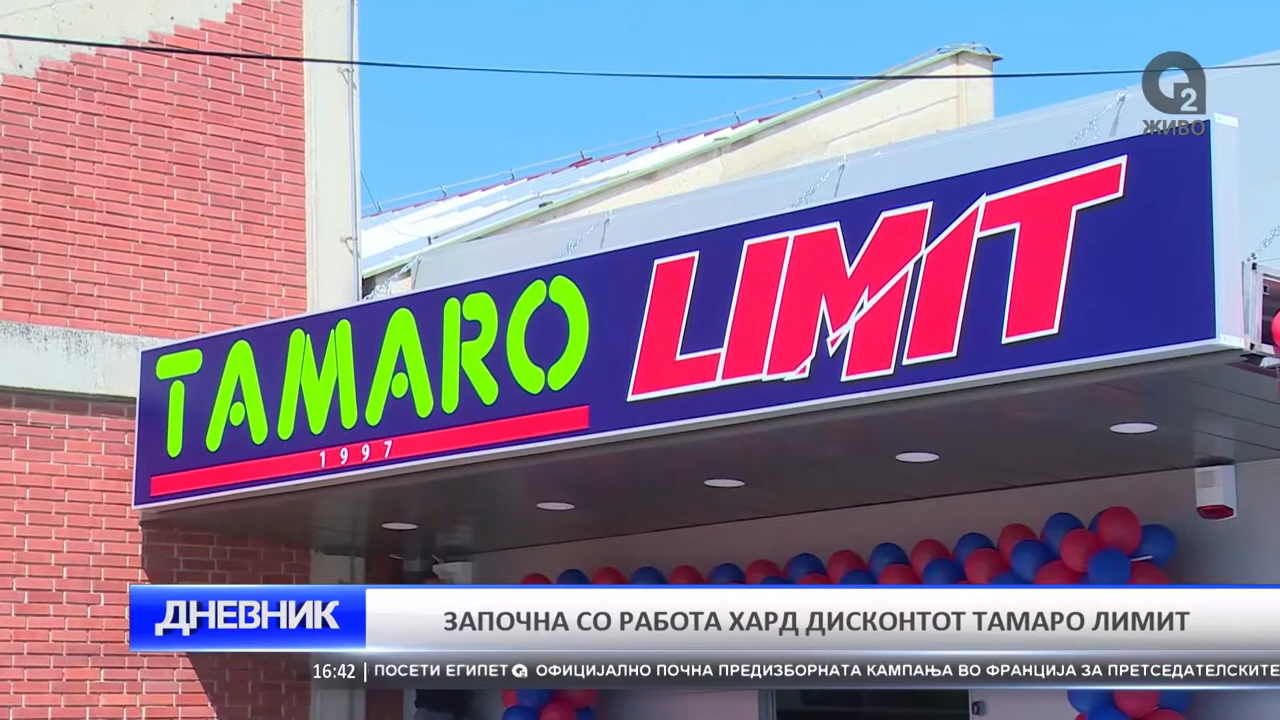 2
ЖИВО
TAMARO LIMIT
1997
ДНЕВНИК
ЗАПОЧНА СО РАБОТА ХАРД ДИСКОНТОТ ТАМАРО ЛИМИТ
16:42 | ПОСЕТИ ЕГИПЕТ ОФИЦИЈАЛНО ПОЧНА ПРЕДИЗБОРНАТА КАМПАЊА ВО ФРАНЦИЈА ЗА ПРЕТСЕДАТЕЛСКИТЕ